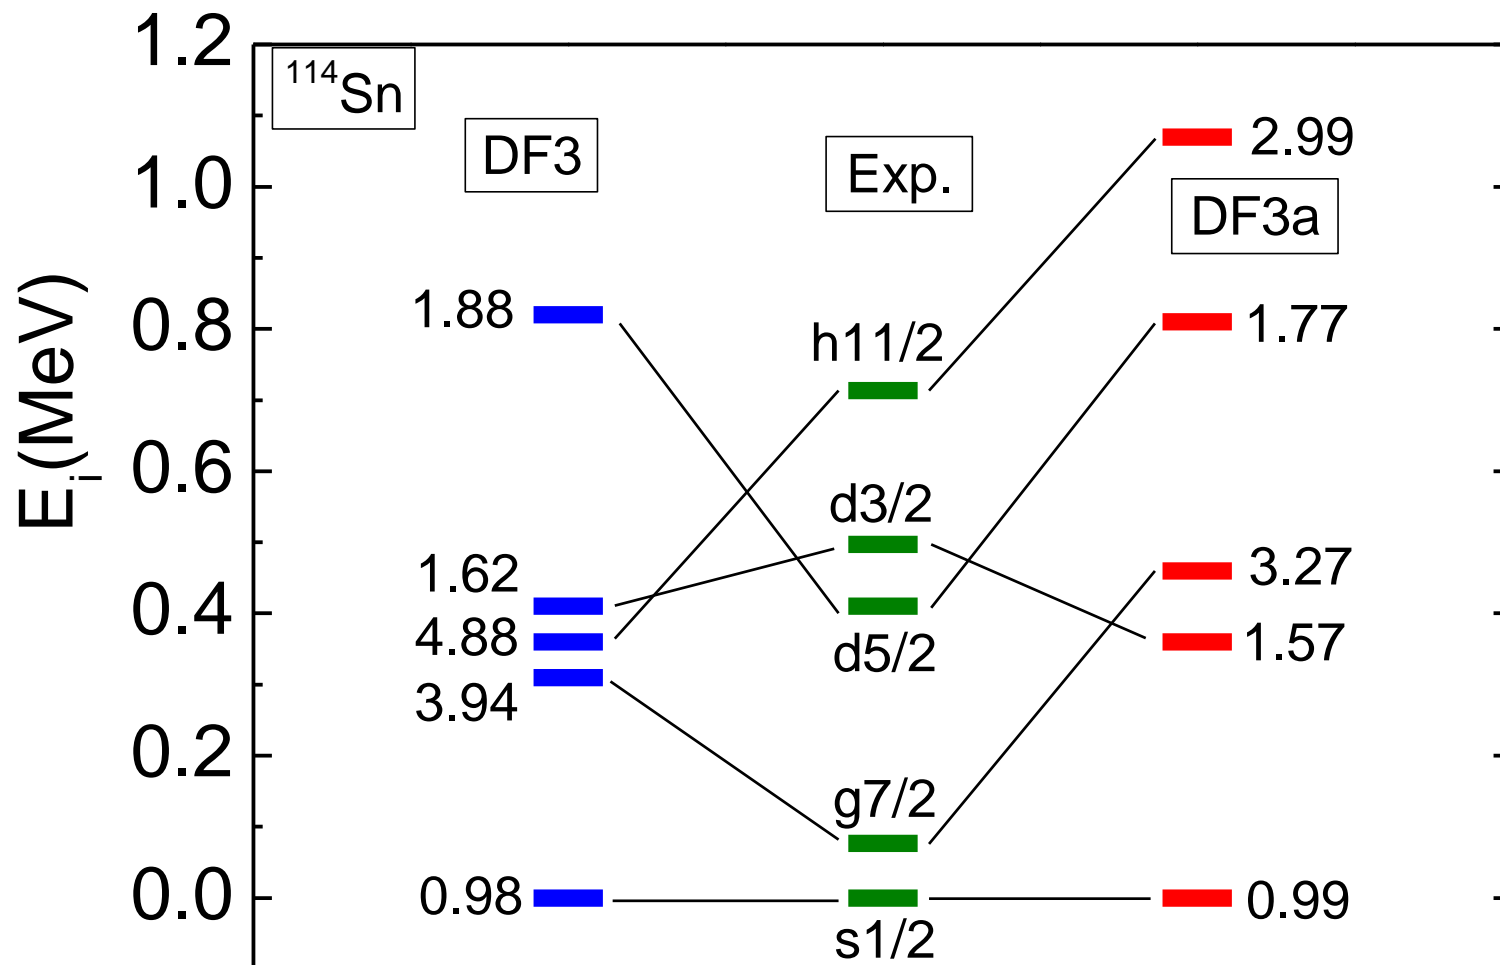 1.2
1.0
0.8
0.6
0.4
0.2
0.0
E_i(MeV)
¹¹⁴Sn
DF3
1.88
1.62
4.88
3.94
0.98
Exp.
h11/2
d3/2
d5/2
g7/2
s1/2
DF3a
2.99
1.77
3.27
1.57
0.99